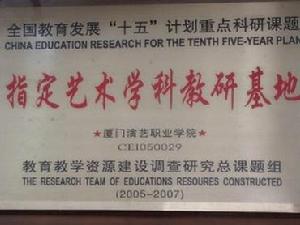 全国教育发展“十五”计划重点科研课题
CHINA EDUCATION RESEARCH FOR THE TENTH FIVE-YEAR PLAN
指定艺术学科教研基地
★厦门演艺职业学院★
CEI050029
教育教学资源建设调查研究总课题组
THE RESEARCH TEAM OF EDUCATIONS RESOURES CONSTRUCTED
(2005-2007)